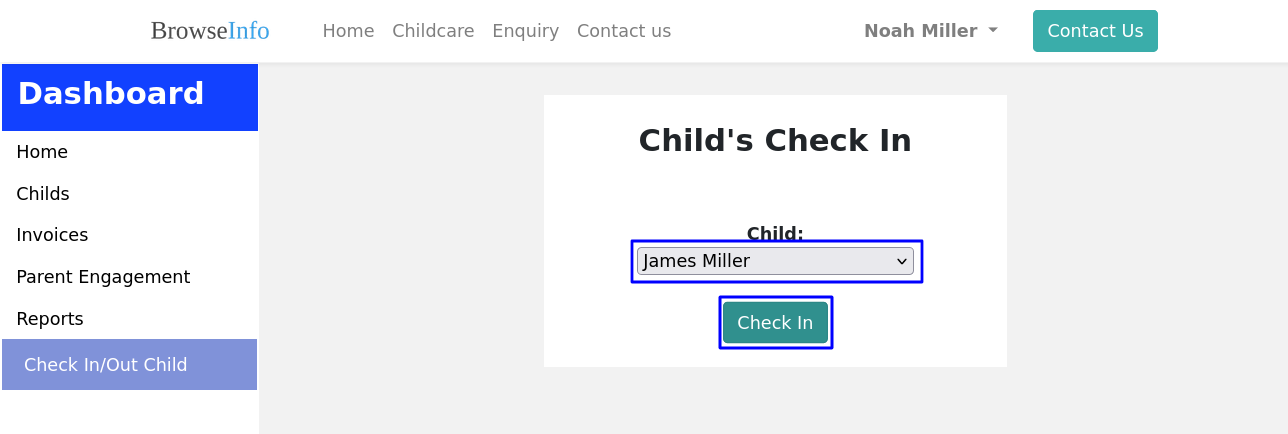 BrowseInfo Home Childcare Enquiry Contact us Noah Miller Contact Us
Dashboard
Home
Childs
Invoices
Parent Engagement
Reports
Check In/Out Child
Child's Check In
Child:
James Miller
Check In